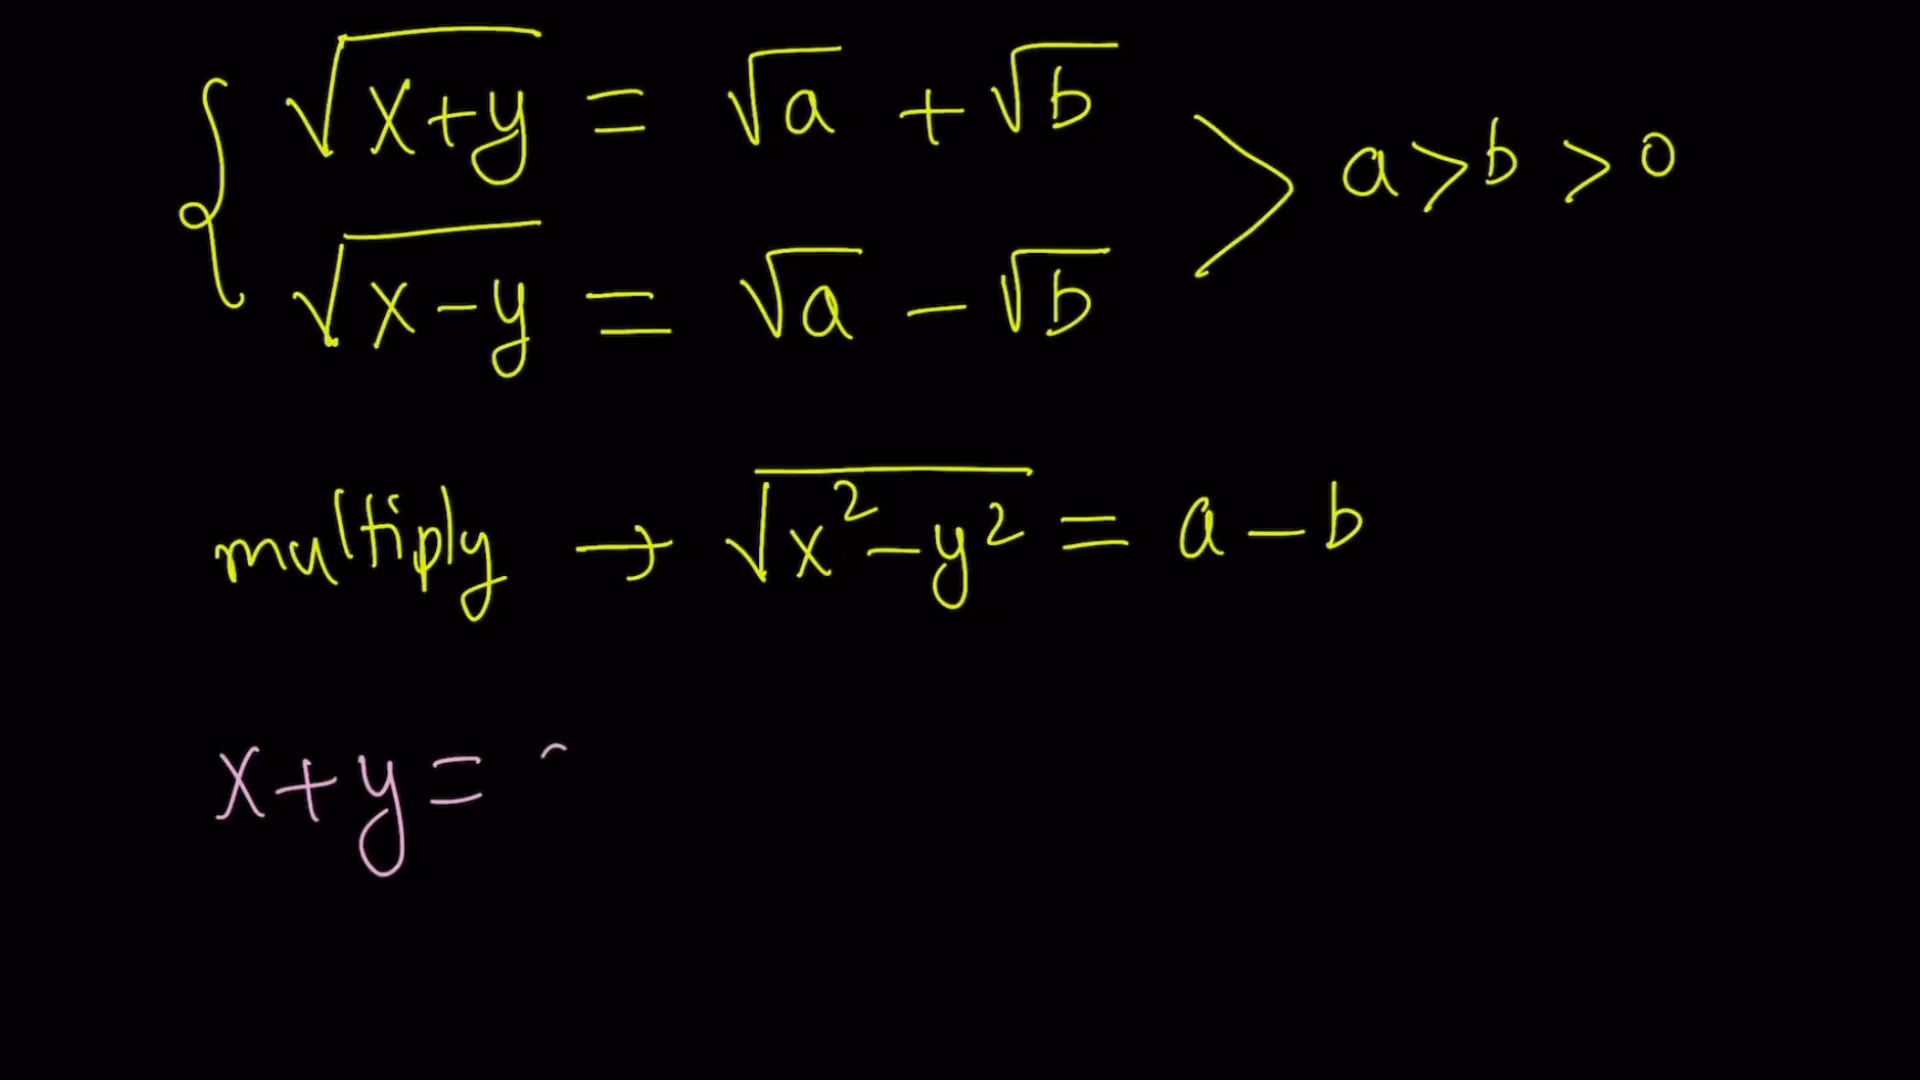 √(x+y) = √a + √b
a > b > 0
√(x-y) = √a - √b
multiply → √(x²-y²) = a - b
x+y =